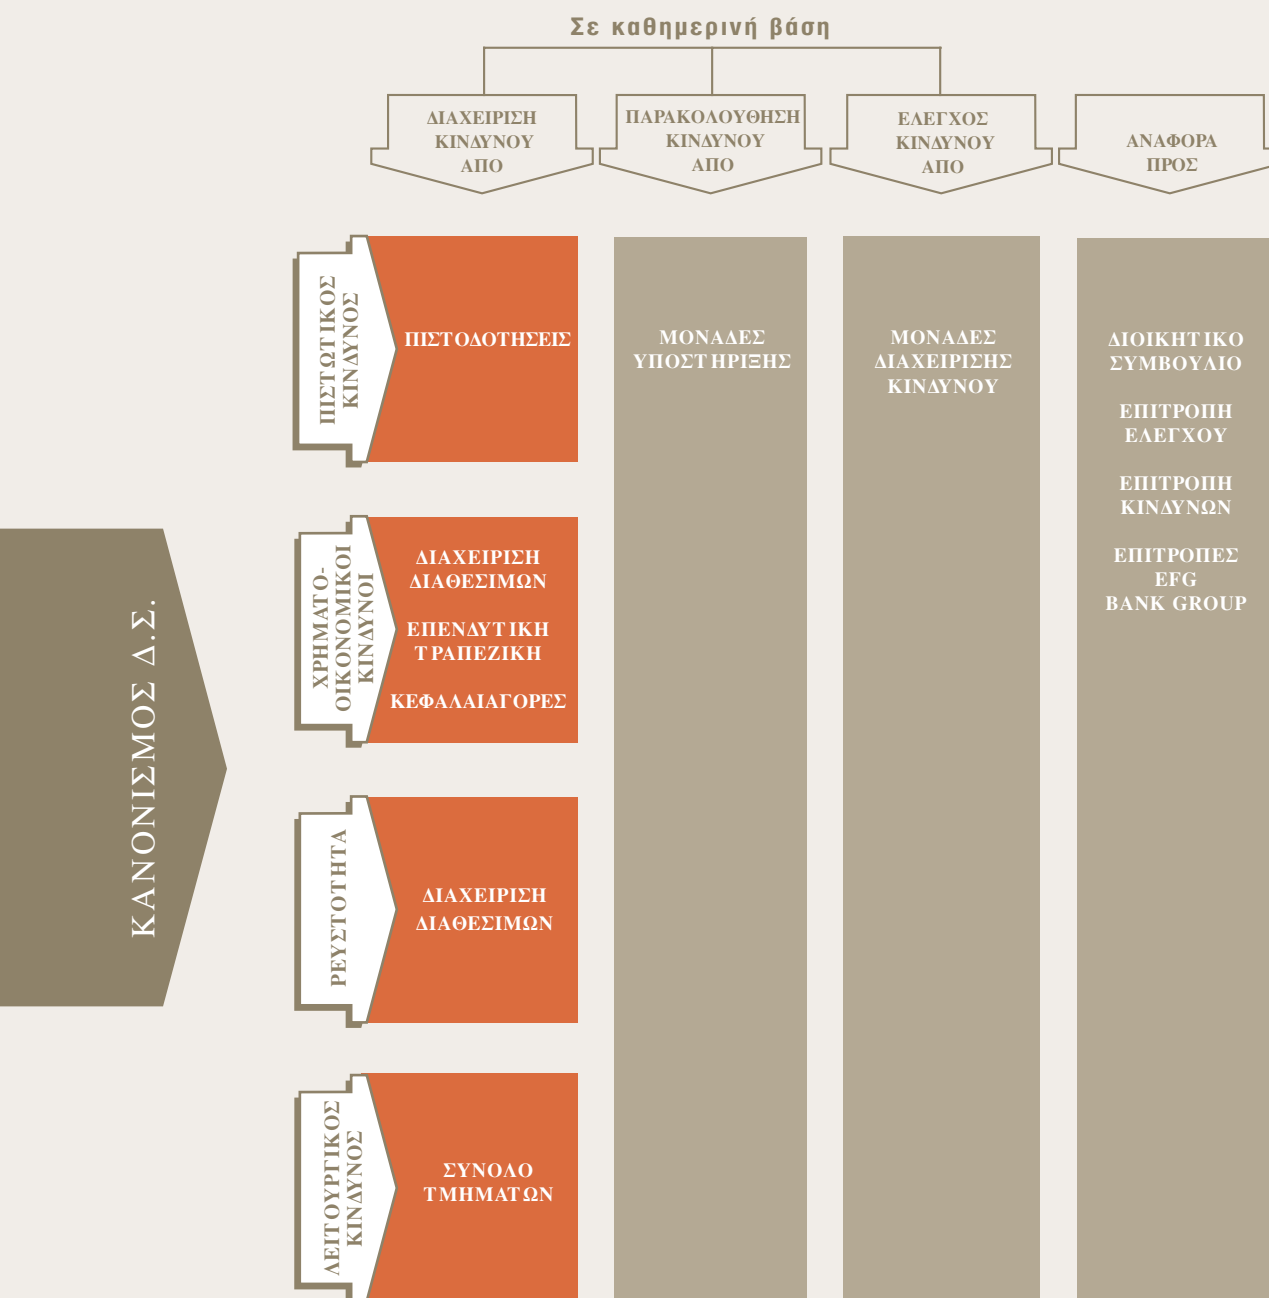 Σε καθημερινή βάση
ΔΙΑΧΕΙΡΙΣΗ
ΚΙΝΔΥΝΟΥ
ΑΠΟ
ΠΑΡΑΚΟΛΟΥΘΗΣΗ
ΚΙΝΔΥΝΟΥ
ΑΠΟ
ΕΛΕΓΧΟΣ
ΚΙΝΔΥΝΟΥ
ΑΠΟ
ΑΝΑΦΟΡΑ
ΠΡΟΣ
ΚΑΝΟΝΙΣΜΟΣ Δ.Σ.
ΠΙΣΤΩΤΙΚΟΣ
ΚΙΝΔΥΝΟΣ
ΠΙΣΤΟΔΟΤΗΣΕΙΣ
ΜΟΝΑΔΕΣ
ΥΠΟΣΤΗΡΙΞΗΣ
ΜΟΝΑΔΕΣ
ΔΙΑΧΕΙΡΙΣΗΣ
ΚΙΝΔΥΝΟΥ
ΔΙΟΙΚΗΤΙΚΟ
ΣΥΜΒΟΥΛΙΟ
ΕΠΙΤΡΟΠΗ
ΕΛΕΓΧΟΥ
ΕΠΙΤΡΟΠΗ
ΚΙΝΔΥΝΩΝ
ΕΠΙΤΡΟΠΕΣ
EFG
BANK GROUP
ΧΡΗΜΑΤΟ-
ΟΙΚΟΝΟΜΙΚΟΙ
ΚΙΝΔΥΝΟΙ
ΔΙΑΧΕΙΡΙΣΗ
ΔΙΑΘΕΣΙΜΩΝ
ΕΠΕΝΔΥΤΙΚΗ
ΤΡΑΠΕΖΙΚΗ
ΚΕΦΑΛΑΙΑΓΟΡΕΣ
ΡΕΥΣΤΟΤΗΤΑ
ΔΙΑΧΕΙΡΙΣΗ
ΔΙΑΘΕΣΙΜΩΝ
ΛΕΙΤΟΥΡΓΙΚΟΣ
ΚΙΝΔΥΝΟΣ
ΣΥΝΟΛΟ
ΤΜΗΜΑΤΩΝ